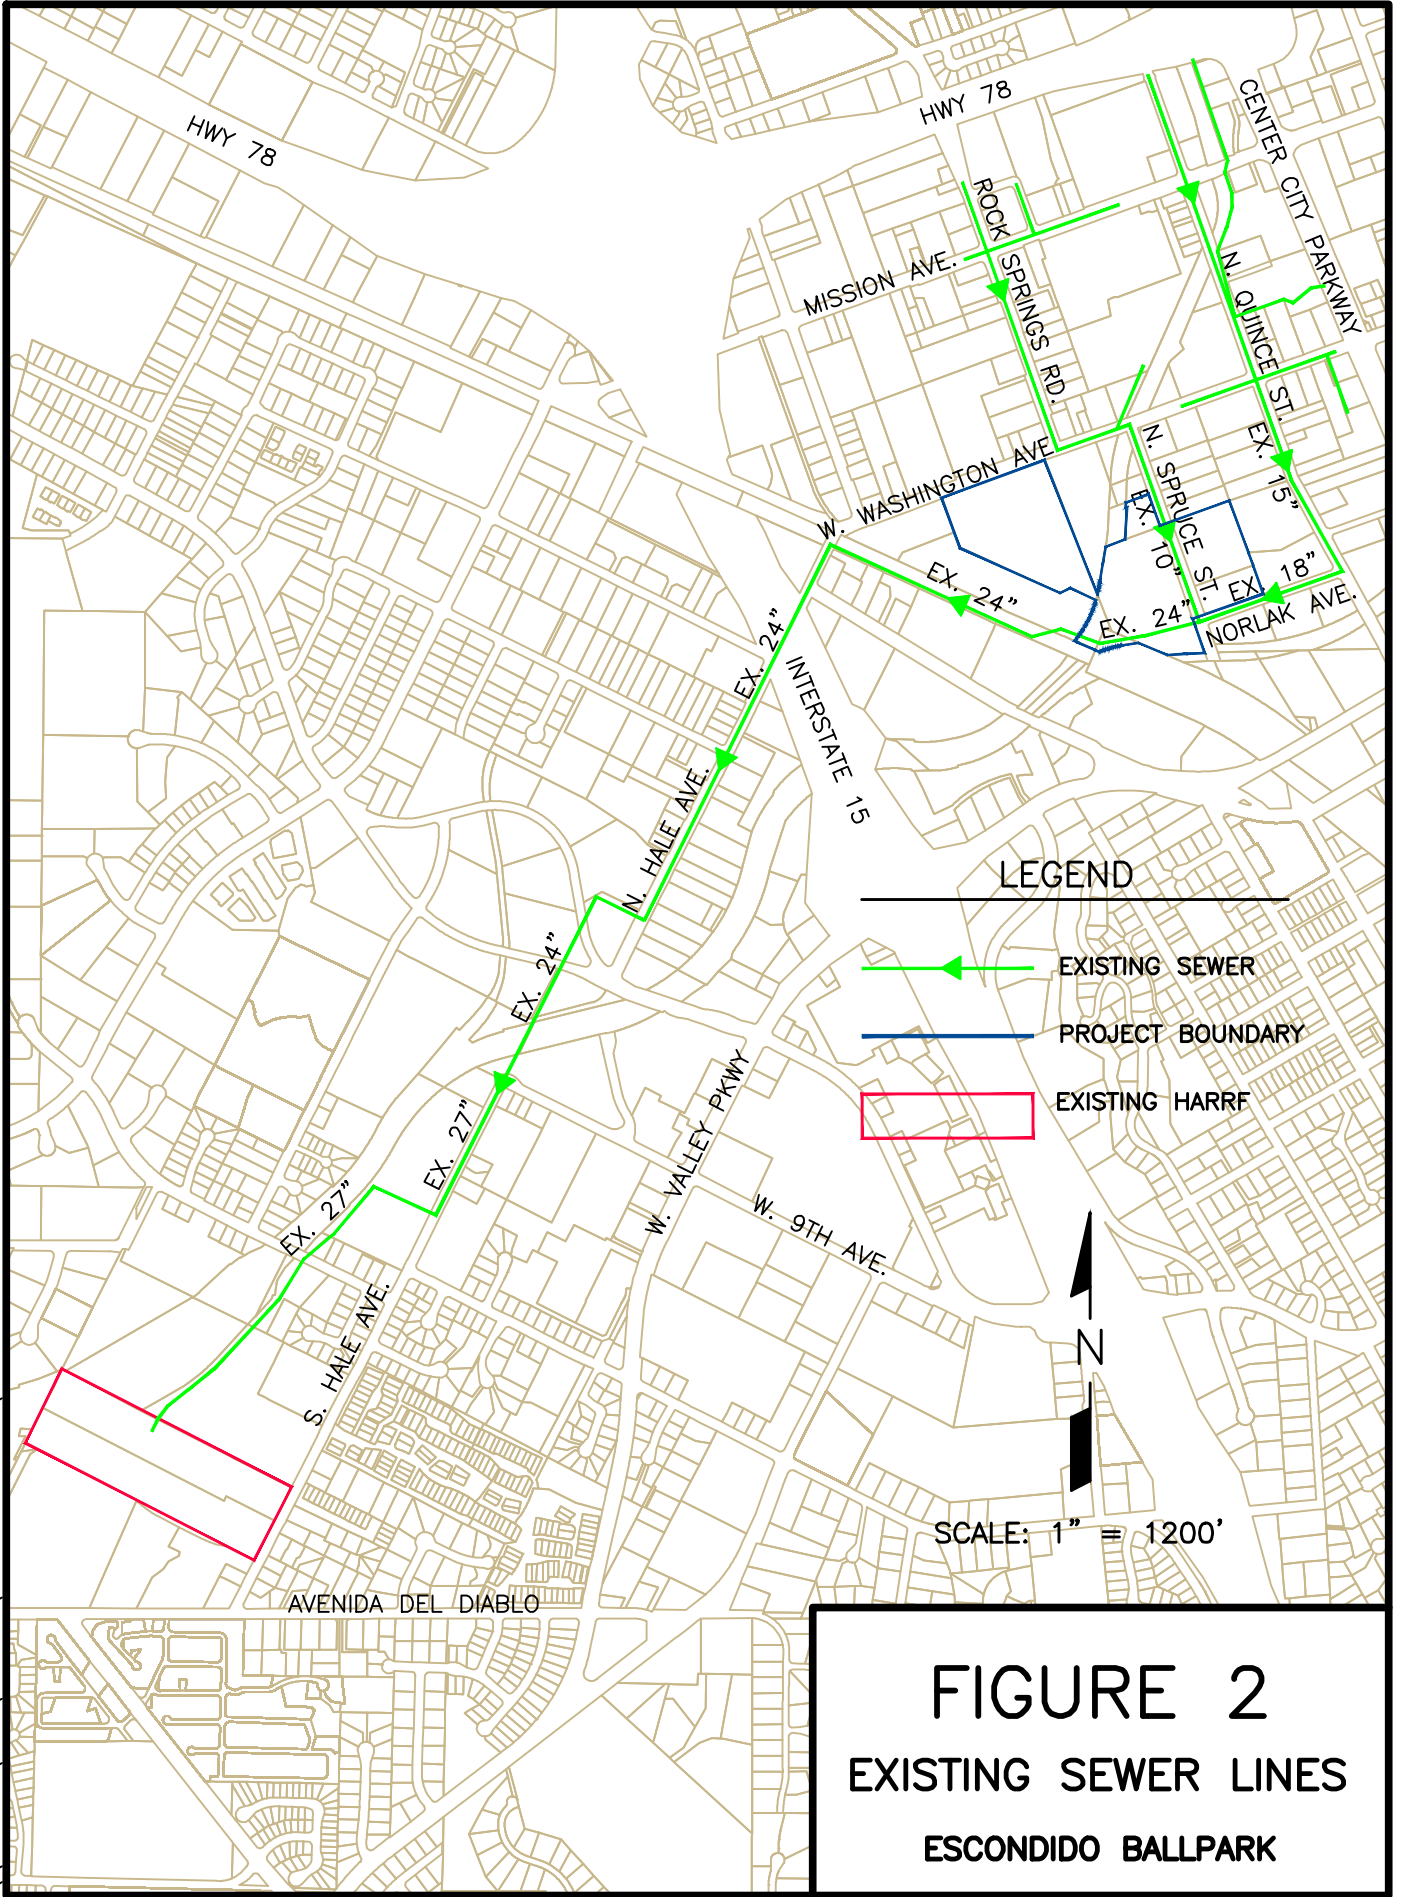 HWY 78
HWY 78
CENTER CITY PARKWAY
ROCK SPRINGS RD.
MISSION AVE.
N. QUINCE ST.
EX. 15"
W. WASHINGTON AVE
N. SPRUCE ST.
EX. 10"
EX. 18"
EX. 24"
EX. 24"
NORLAK AVE.
EX. 24"
INTERSTATE 15
N. HALE AVE.
LEGEND
EXISTING SEWER
PROJECT BOUNDARY
EXISTING HARRF
EX. 24"
EX. 27"
W. VALLEY PKWY
W. 9TH AVE.
EX. 27"
S. HALE AVE.
N
SCALE: 1" = 1200'
AVENIDA DEL DIABLO
FIGURE 2
EXISTING SEWER LINES
ESCONDIDO BALLPARK